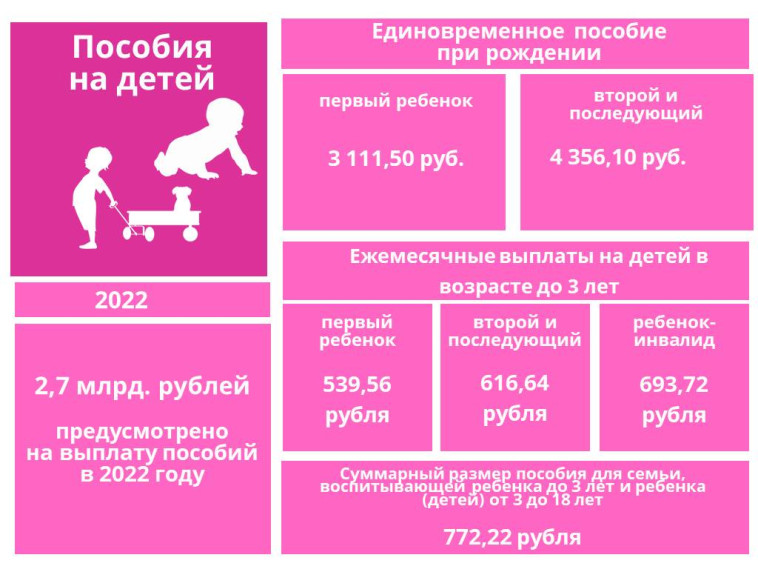 Пособия
на детей
2022
2,7 млрд. рублей
предусмотрено
на выплату пособий
в 2022 году
Единовременное пособие
при рождении
первый ребенок
3 111,50 руб.
второй и
последующий
4 356,10 руб.
Ежемесячные выплаты на детей в
возрасте до 3 лет
первый
ребенок
539,56
рубля
второй и
последующий
616,64
рубля
ребенок-
инвалид
693,72
рубля
Суммарный размер пособия для семьи,
воспитывающей ребенка до 3 лет и ребенка
(детей) от 3 до 18 лет
772,22 рубля